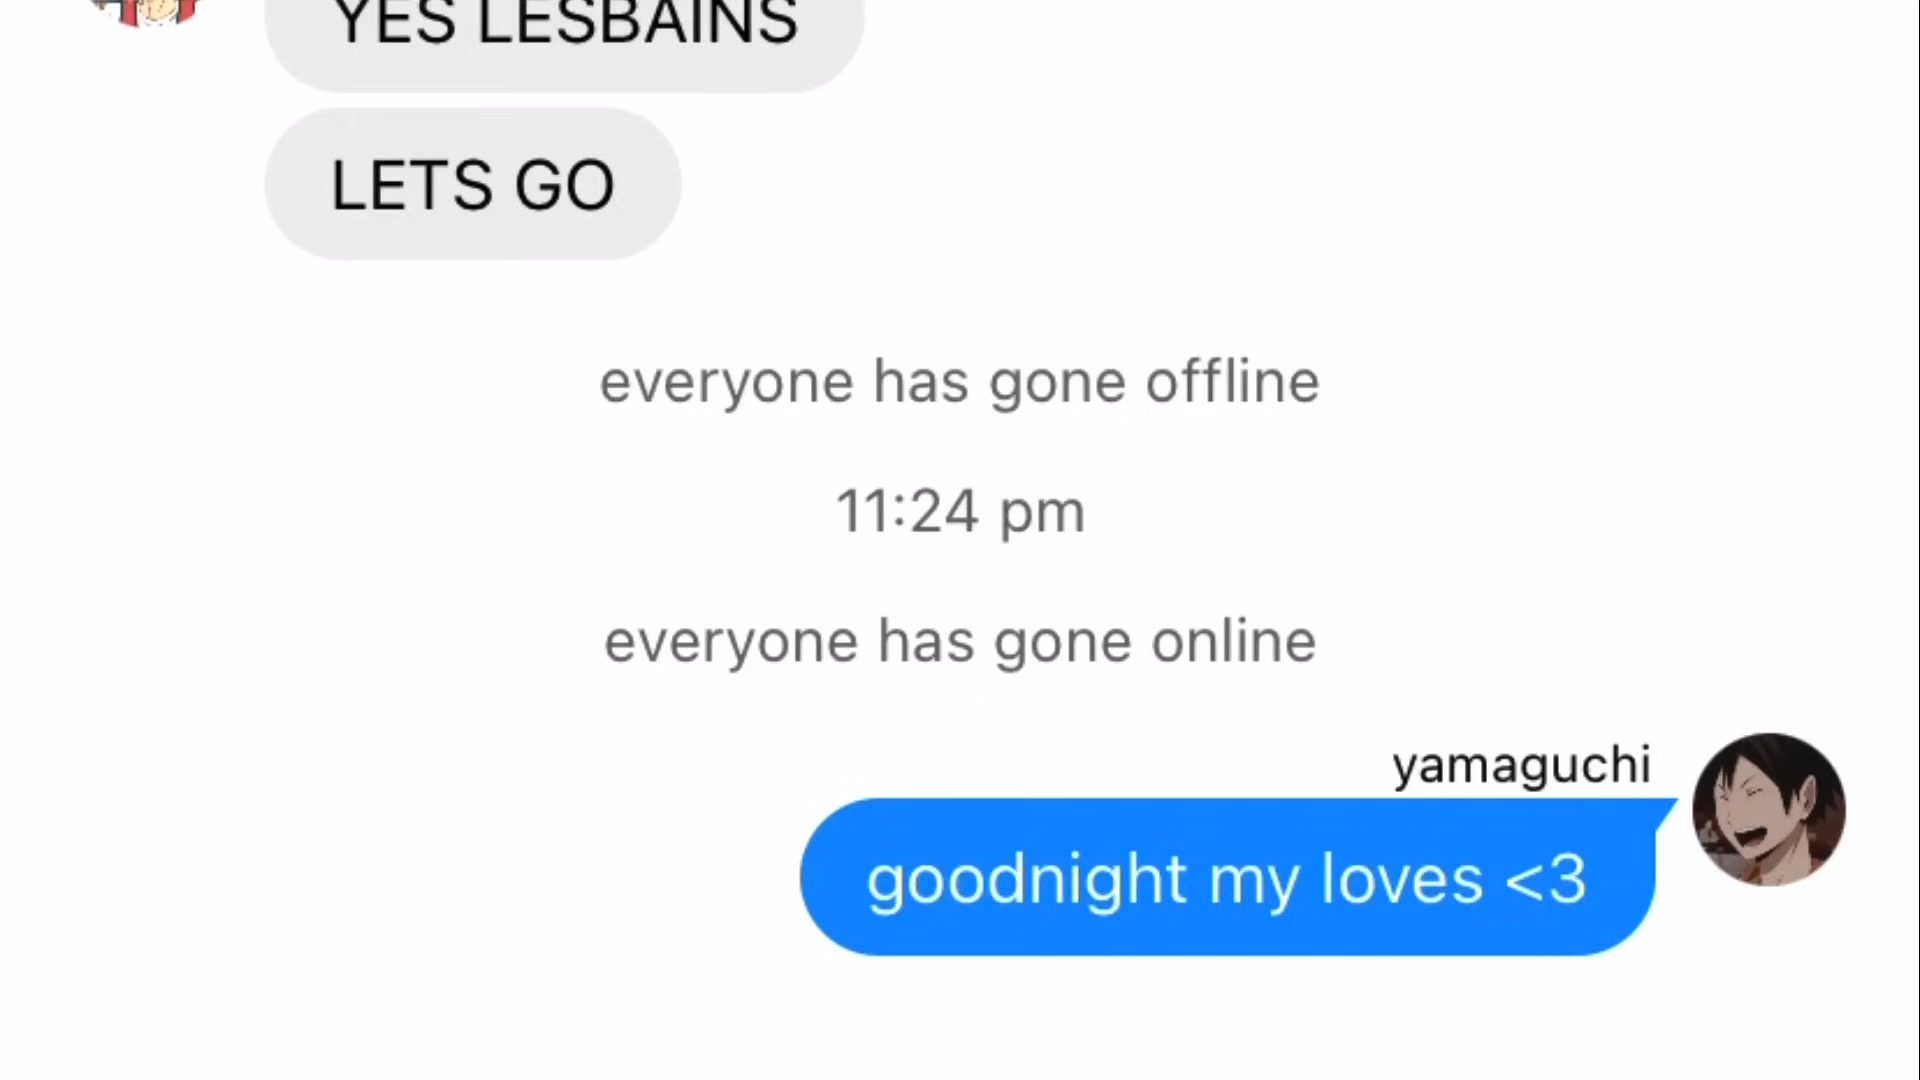 YES LESBAINS
LETS GO
everyone has gone offline
11:24 pm
everyone has gone online
yamaguchi
goodnight my loves <3